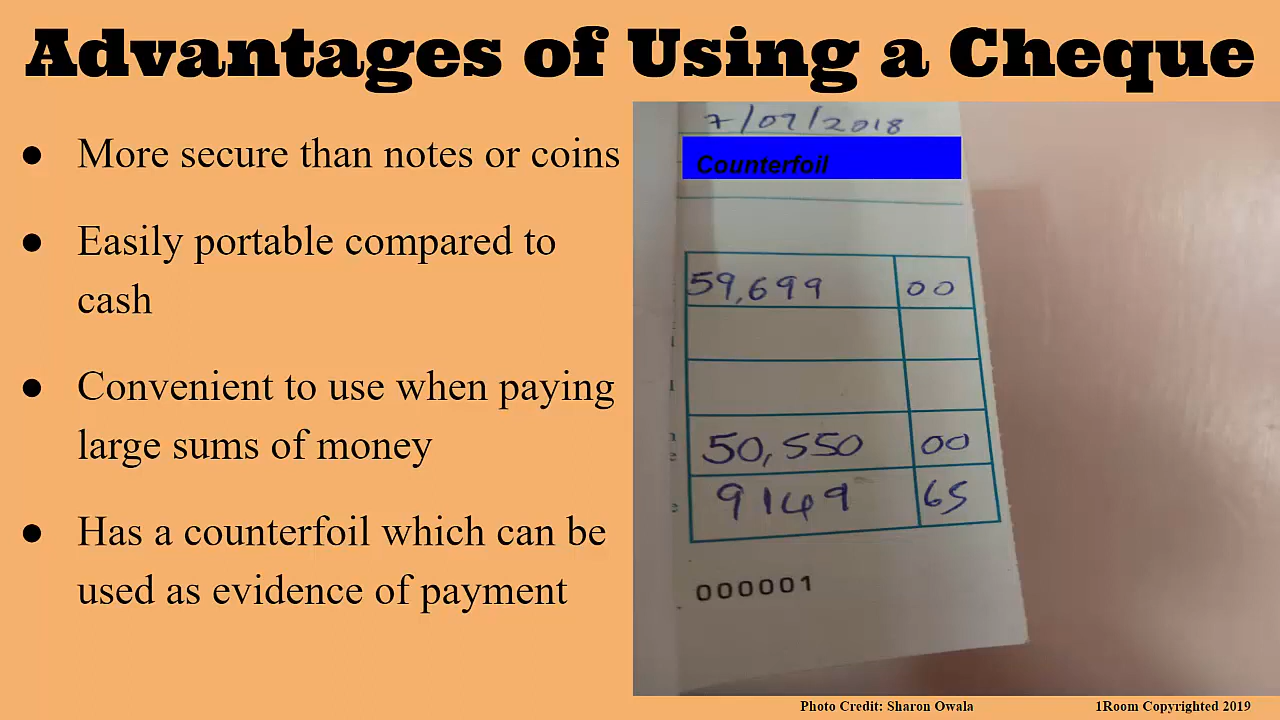 Advantages of Using a Cheque
● More secure than notes or coins
● Easily portable compared to
cash
● Convenient to use when paying
large sums of money
● Has a counterfoil which can be
used as evidence of payment
7/07/2018
Counterfoil
59,699 00
50,550 00
9149 65
000001
Photo Credit: Sharon Owala
1Room Copyrighted 2019